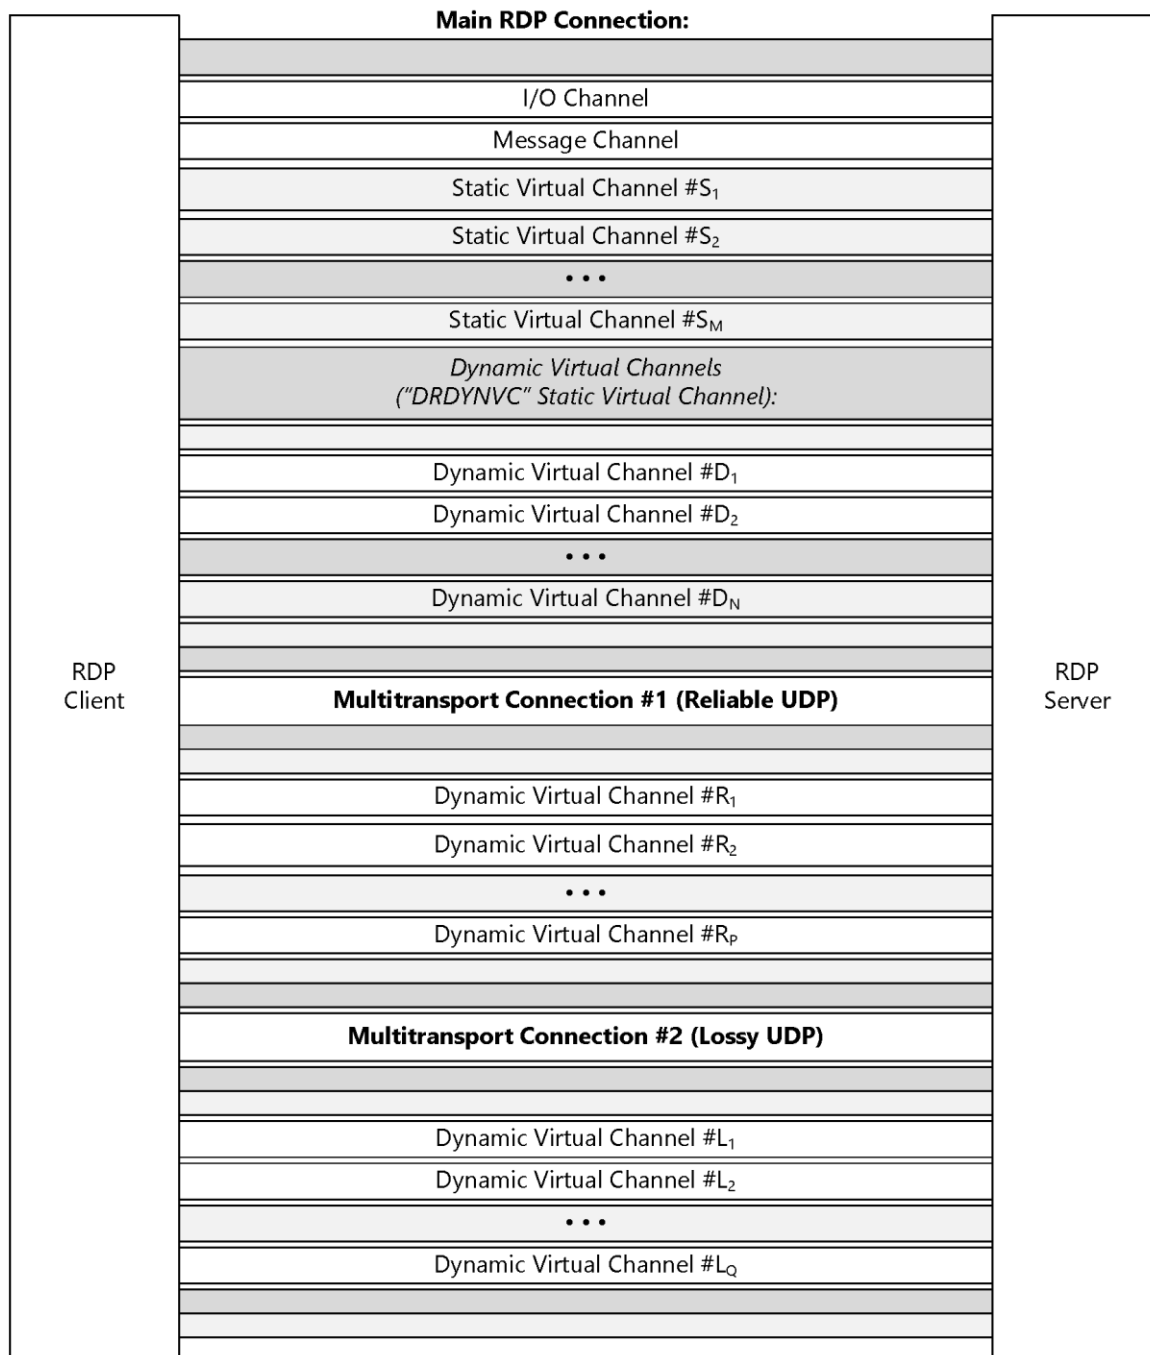 Main RDP Connection:
I/O Channel
Message Channel
Static Virtual Channel #S₁
Static Virtual Channel #S₂
• • •
Static Virtual Channel #Sᴍ
Dynamic Virtual Channels
("DRDYNVC" Static Virtual Channel):
Dynamic Virtual Channel #D₁
Dynamic Virtual Channel #D₂
• • •
Dynamic Virtual Channel #Dɴ
RDP
Client
RDP
Server
Multitransport Connection #1 (Reliable UDP)
Dynamic Virtual Channel #R₁
Dynamic Virtual Channel #R₂
• • •
Dynamic Virtual Channel #Rᴘ
Multitransport Connection #2 (Lossy UDP)
Dynamic Virtual Channel #L₁
Dynamic Virtual Channel #L₂
• • •
Dynamic Virtual Channel #LQ